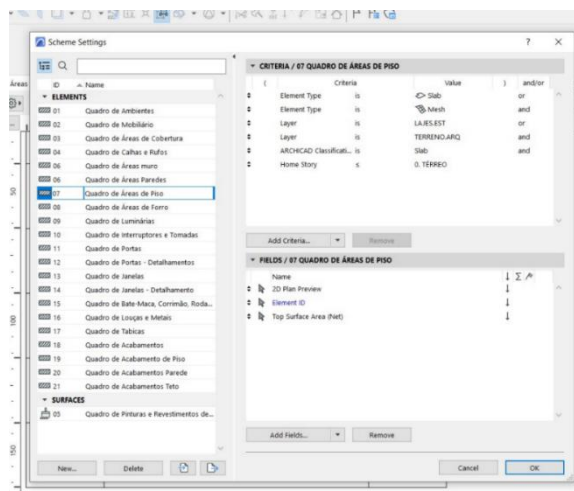 Scheme Settings
?
Áreas
ID Name
ELEMENTS
01 Quadro de Ambientes
02 Quadro de Mobiliário
03 Quadro de Áreas de Cobertura
04 Quadro de Calhas e Rufos
06 Quadro de Áreas muro
06 Quadro de Áreas Paredes
07 Quadro de Áreas de Piso
08 Quadro de Áreas de Forro
09 Quadro de Luminárias
10 Quadro de Interruptores e Tomadas
11 Quadro de Portas
12 Quadro de Portas - Detalhamentos
13 Quadro de Janelas
14 Quadro de Janelas - Detalhamento
15 Quadro de Bate-Maca, Corrimão, Roda...
16 Quadro de Louças e Metais
17 Quadro de Tabicas
18 Quadro de Acabamentos
19 Quadro de Acabamento de Piso
20 Quadro de Acabamentos Parede
21 Quadro de Acabamentos Teto
SURFACES
05 Quadro de Pinturas e Revestimentos de...
New... Delete
CRITERIA / 07 QUADRO DE ÁREAS DE PISO
( Criteria Value ) and/or
Element Type is Slab or
Element Type is Mesh and
Layer is LAJES.EST or
Layer is TERRENO.ARQ and
ARCHICAD Classificati... is Slab and
Home Story is 0. TÉRREO
Add Criteria... Remove
FIELDS / 07 QUADRO DE ÁREAS DE PISO
Name
2D Plan Preview
Element ID
Top Surface Area (Net)
Add Fields... Remove
Cancel OK
50
100
150